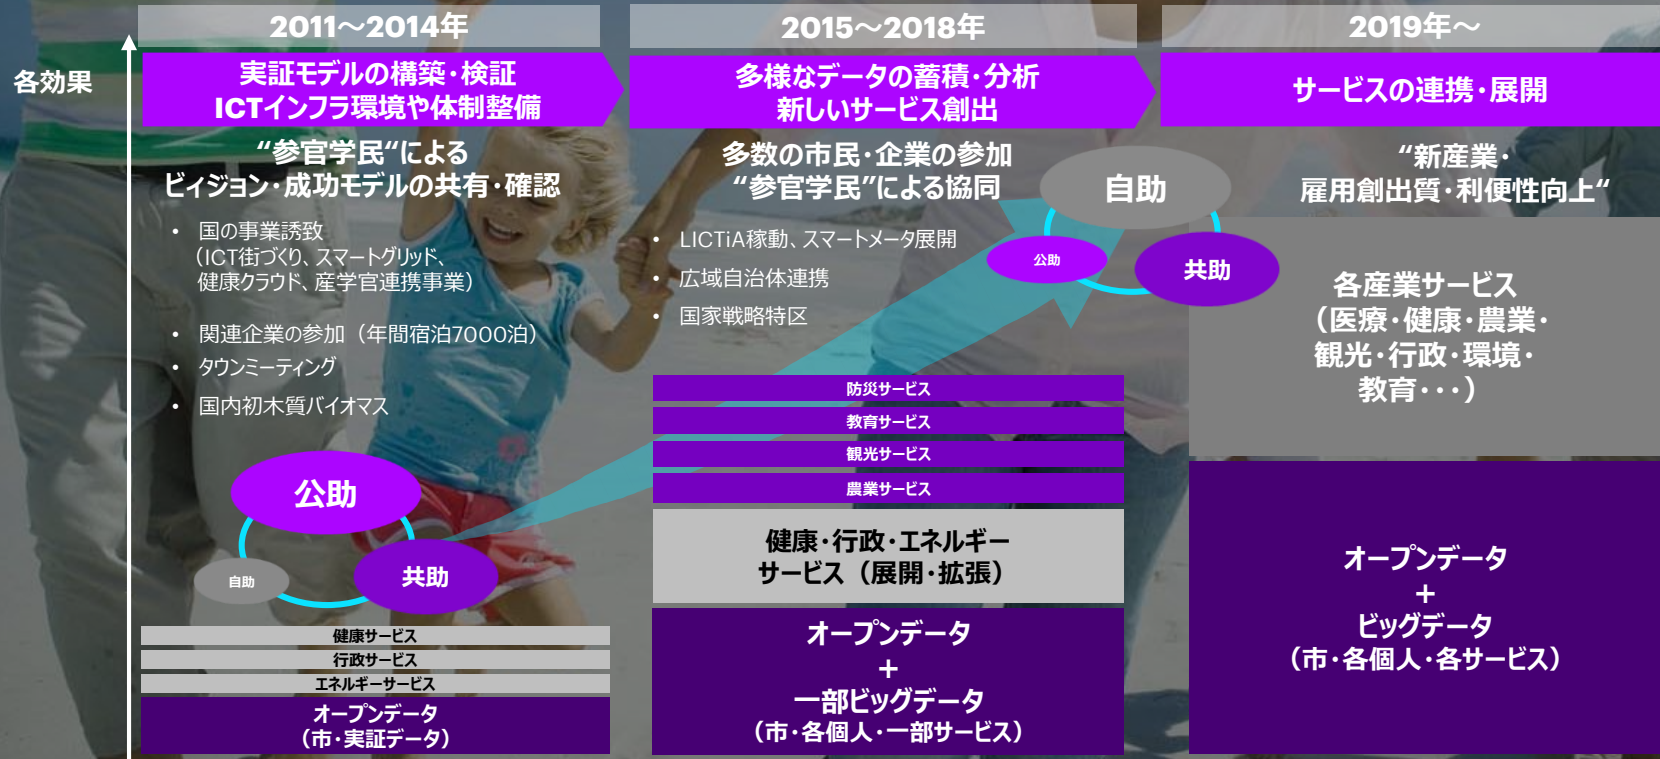 各効果
2011～2014年
実証モデルの構築・検証
ICTインフラ環境や体制整備
“参官学民“による
ビィジョン・成功モデルの共有・確認
• 国の事業誘致
（ICT街づくり、スマートグリッド、
健康クラウド、産学官連携事業）
• 関連企業の参加（年間宿泊7000泊）
• タウンミーティング
• 国内初木質バイオマス
公助
自助
共助
健康サービス
行政サービス
エネルギーサービス
オープンデータ
（市・実証データ）
2015～2018年
多様なデータの蓄積・分析
新しいサービス創出
多数の市民・企業の参加
“参官学民”による協同
• LICTiA稼動、スマートメータ展開
• 広域自治体連携
• 国家戦略特区
自助
公助
共助
防災サービス
教育サービス
観光サービス
農業サービス
健康・行政・エネルギー
サービス（展開・拡張）
オープンデータ
+
一部ビッグデータ
（市・各個人・一部サービス）
2019年～
サービスの連携・展開
“新産業・
雇用創出質・利便性向上“
各産業サービス
（医療・健康・農業・
観光・行政・環境・
教育・・・）
オープンデータ
+
ビッグデータ
（市・各個人・各サービス）